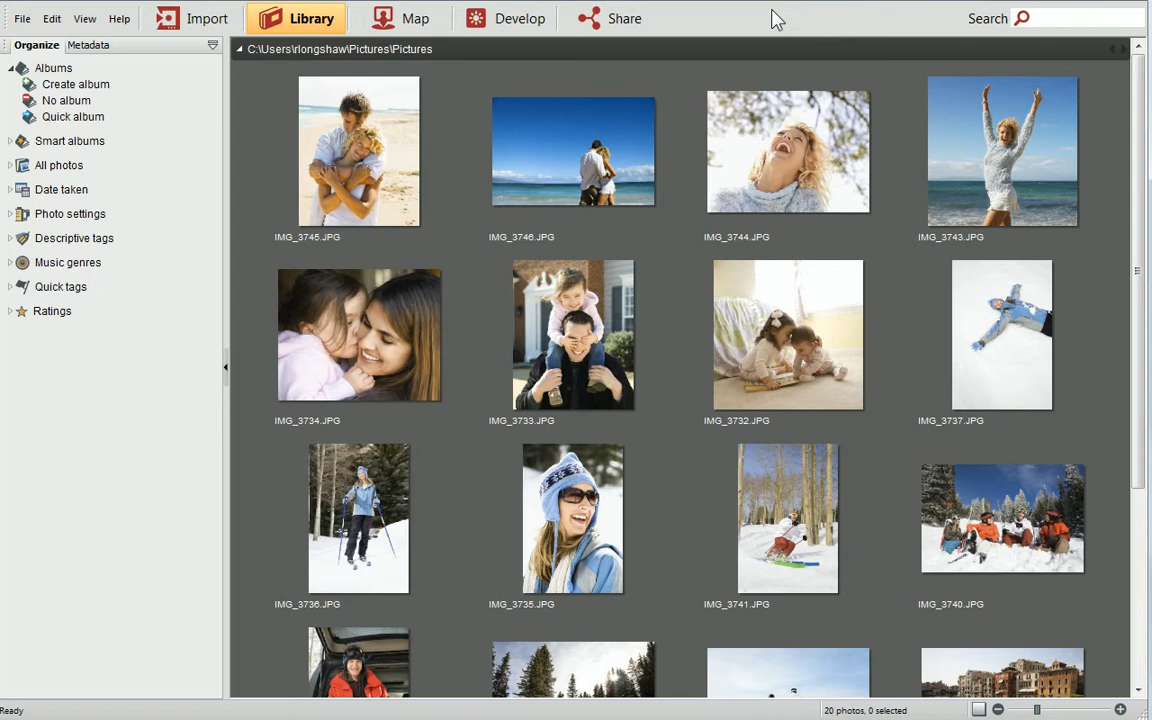 File Edit View Help Import Library Map Develop Share Search
Organize Metadata
C:\Users\rlongshaw\Pictures\Pictures
Albums
Create album
No album
Quick album
Smart albums
All photos
Date taken
Photo settings
Descriptive tags
Music genres
Quick tags
Ratings
IMG_3745.JPG IMG_3746.JPG IMG_3744.JPG IMG_3743.JPG
IMG_3734.JPG IMG_3733.JPG IMG_3732.JPG IMG_3737.JPG
IMG_3736.JPG IMG_3735.JPG IMG_3741.JPG IMG_3740.JPG
Ready 20 photos, 0 selected